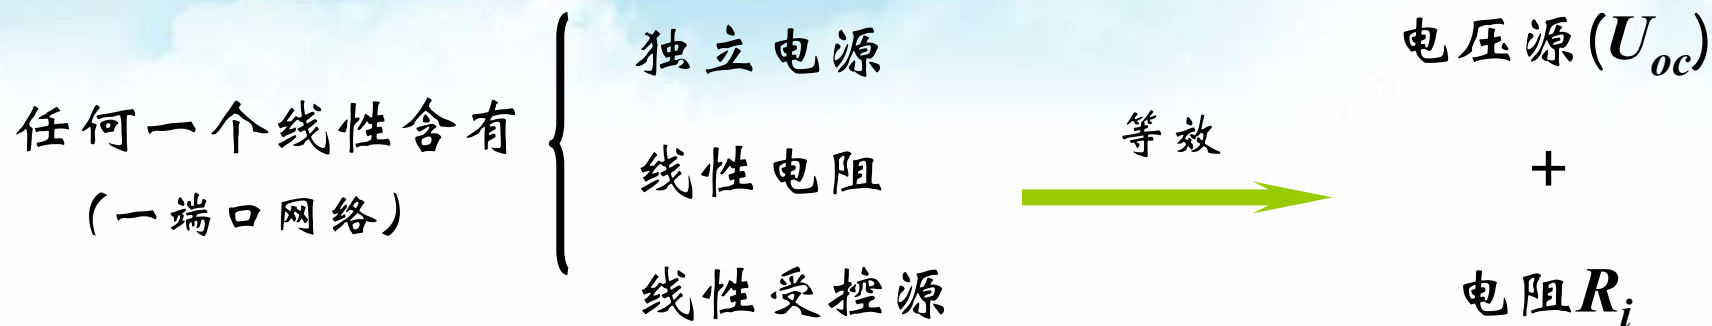 任何一个线性含有
(一端口网络)
独立电源
线性电阻
线性受控源
等效
电压源(Uoc)
+
电阻Ri